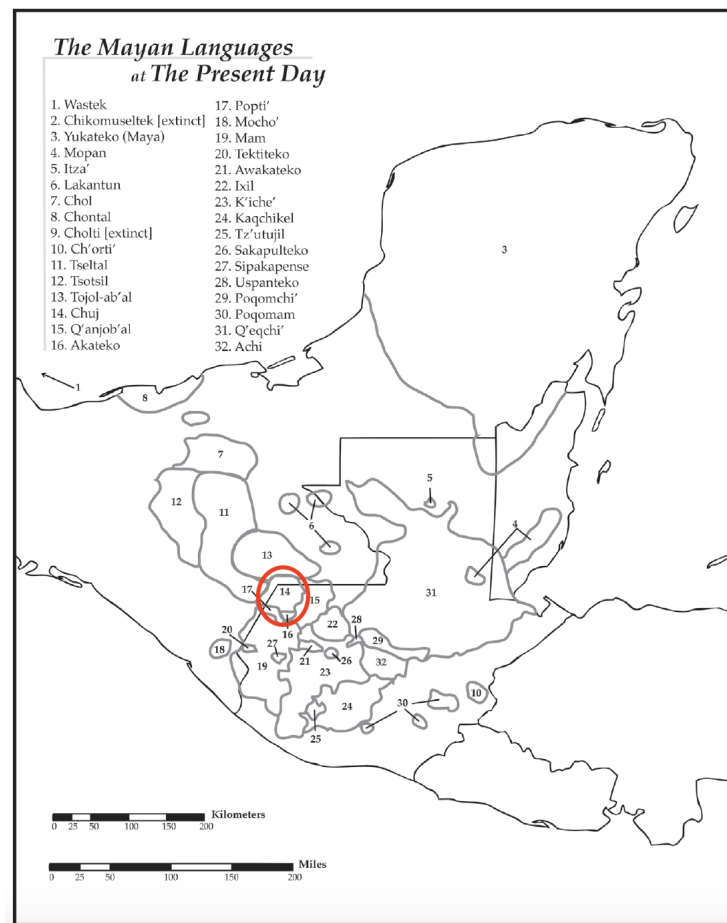 The Mayan Languages
at The Present Day
1. Wastek
2. Chikomuseltek [extinct]
3. Yukateko (Maya)
4. Mopan
5. Itza'
6. Lakantun
7. Chol
8. Chontal
9. Cholti [extinct]
10. Ch'orti'
11. Tseltal
12. Tsotsil
13. Tojol-ab'al
14. Chuj
15. Q'anjob'al
16. Akateko
17. Popti'
18. Mocho'
19. Mam
20. Tektiteko
21. Awakateko
22. Ixil
23. K'iche'
24. Kaqchikel
25. Tz'utujil
26. Sakapulteko
27. Sipakapense
28. Uspanteko
29. Poqomchi'
30. Poqomam
31. Q'eqchi'
32. Achi
3
1
8
7
5
12
11
6
4
13
17
14
15
31
20
16
22
28
18
27
29
19
21
26
32
23
24
30
10
25
Kilometers
0 25 50 100 150 200
Miles
0 25 50 100 150 200